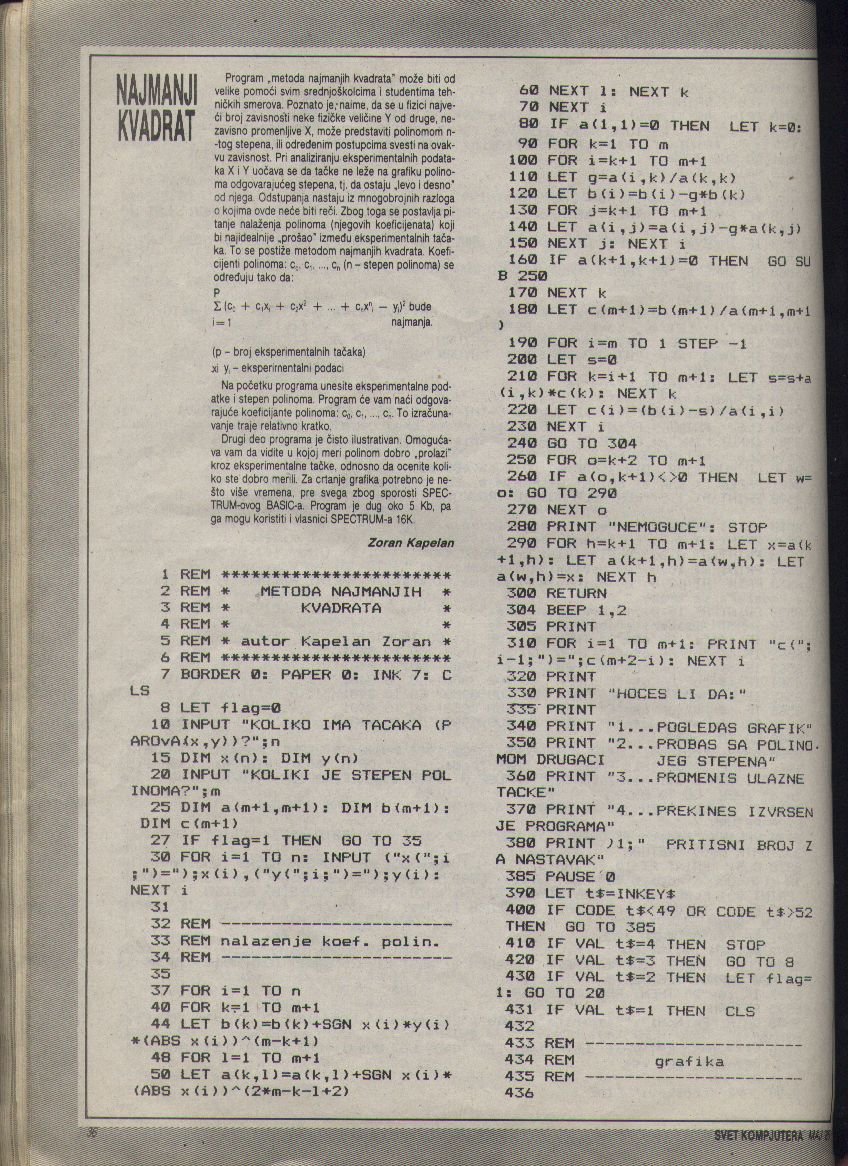 NAJMANJI
KVADRAT
Program „metoda najmanjih kvadrata” može biti od
velike pomoći svim srednjoškolcima i studentima teh-
ničkih smerova. Poznato je, naime, da se u fizici najve-
ći broj zavisnosti neke fizičke veličine Y od druge, ne-
zavisno promenljive X, može predstaviti polinomom n-
-tog stepena, ili određenim postupcima svesti na ovak-
vu zavisnost. Pri analiziranju eksperimentalnih podata-
ka X i Y uočava se da tačke ne leže na grafiku polino-
ma odgovarajućeg stepena, tj. da ostaju „levo i desno”
od njega. Odstupanja nastaju iz mnogobrojnih razloga
o kojima ovde neće biti reči. Zbog toga se postavlja pi-
tanje nalaženja polinoma (njegovih koeficijenata) koji
bi najidealnije „prošao” između eksperimentalnih tača-
ka. To se postiže metodom najmanjih kvadrata. Koefi-
cijenti polinoma: c₀, c₁, ..., cₙ (n - stepen polinoma) se
određuju tako da:
P
Σ (c₀ + c₁xᵢ + c₂x² + ... + cₙxⁿᵢ – yᵢ)² bude
i=1 najmanja.
(p - broj eksperimentalnih tačaka)
xi yᵢ - eksperimentalni podaci
Na početku programa unesite eksperimentalne pod-
atke i stepen polinoma. Program će vam naći odgova-
rajuće koeficijante polinoma: c₀, c₁, ..., cₙ. To izračuna-
vanje traje relativno kratko.
Drugi deo programa je čisto ilustrativan. Omoguća-
va vam da vidite u kojoj meri polinom dobro „prolazi”
kroz eksperimentalne tačke, odnosno da ocenite koli-
ko ste dobro merili. Za crtanje grafika potrebno je ne-
što više vremena, pre svega zbog sporosti SPEC-
TRUM-ovog BASIC-a. Program je dug oko 5 Kb, pa
ga mogu koristiti i vlasnici SPECTRUM-a 16K.
Zoran Kapelan
1 REM ***********************
2 REM * METODA NAJMANJIH *
3 REM * KVADRATA *
4 REM * *
5 REM * autor Kapelan Zoran *
6 REM ***********************
7 BORDER 0: PAPER 0: INK 7: C
LS
8 LET flag=0
10 INPUT "KOLIKO IMA TACAKA (P
AROVA(x,y))?";n
15 DIM x(n): DIM y(n)
20 INPUT "KOLIKI JE STEPEN POL
INOMA?";m
25 DIM a(m+1,m+1): DIM b(m+1):
DIM c(m+1)
27 IF flag=1 THEN GO TO 35
30 FOR i=1 TO n: INPUT ("x(";i
;")=");x(i),("y(";i;")=");y(i):
NEXT i
31
32 REM -----------------------
33 REM nalazenje koef. polin.
34 REM -----------------------
35
37 FOR i=1 TO n
40 FOR k=1 TO m+1
44 LET b(k)=b(k)+SGN x(i)*y(i)
*(ABS x(i))^(m-k+1)
48 FOR l=1 TO m+1
50 LET a(k,l)=a(k,l)+SGN x(i)*
(ABS x(i))^(2*m-k-l+2)
60 NEXT l: NEXT k
70 NEXT i
80 IF a(1,1)=0 THEN LET k=0:
90 FOR k=1 TO m
100 FOR i=k+1 TO m+1
110 LET g=a(i,k)/a(k,k)
120 LET b(i)=b(i)-g*b(k)
130 FOR j=k+1 TO m+1
140 LET a(i,j)=a(i,j)-g*a(k,j)
150 NEXT j: NEXT i
160 IF a(k+1,k+1)=0 THEN GO SU
B 250
170 NEXT k
180 LET c(m+1)=b(m+1)/a(m+1,m+1
)
190 FOR i=m TO 1 STEP -1
200 LET s=0
210 FOR k=i+1 TO m+1: LET s=s+a
(i,k)*c(k): NEXT k
220 LET c(i)=(b(i)-s)/a(i,i)
230 NEXT i
240 GO TO 304
250 FOR o=k+2 TO m+1
260 IF a(o,k+1)<>0 THEN LET w=
o: GO TO 290
270 NEXT o
280 PRINT "NEMOGUCE": STOP
290 FOR h=k+1 TO m+1: LET x=a(k
+1,h): LET a(k+1,h)=a(w,h): LET
a(w,h)=x: NEXT h
300 RETURN
304 BEEP 1,2
305 PRINT
310 FOR i=1 TO m+1: PRINT "c(";
i-1;")=";c(m+2-i): NEXT i
320 PRINT
330 PRINT "HOCES LI DA:"
335 PRINT
340 PRINT "1...POGLEDAS GRAFIK"
350 PRINT "2...PROBAS SA POLINO
MOM DRUGACI JEG STEPENA"
360 PRINT "3...PROMENIS ULAZNE
TACKE"
370 PRINT "4...PREKINES IZVRSEN
JE PROGRAMA"
380 PRINT )1;" PRITISNI BROJ Z
A NASTAVAK"
385 PAUSE 0
390 LET t$=INKEY$
400 IF CODE t$<49 OR CODE t$>52
THEN GO TO 385
410 IF VAL t$=4 THEN STOP
420 IF VAL t$=3 THEN GO TO 8
430 IF VAL t$=2 THEN LET flag=
1: GO TO 20
431 IF VAL t$=1 THEN CLS
432
433 REM ----------------------
434 REM grafika
435 REM ----------------------
436
36
SVET KOMPJUTERA